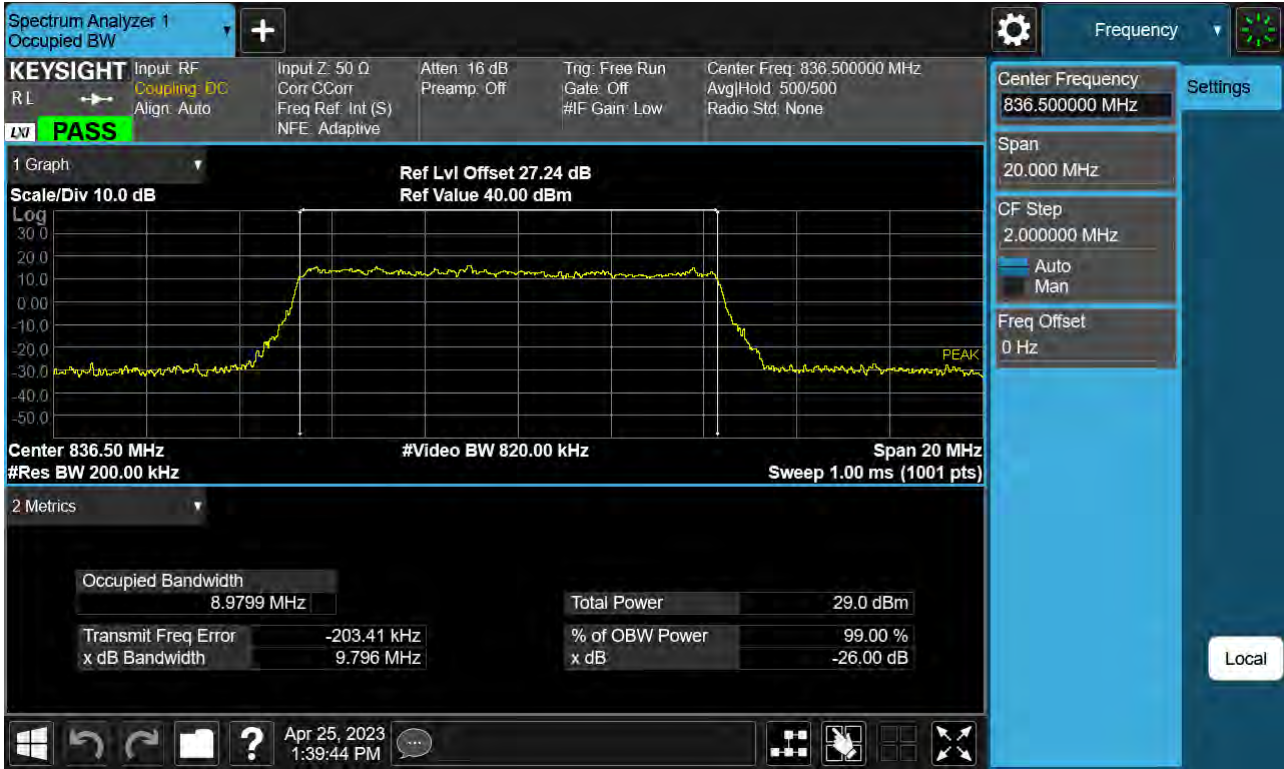 Spectrum Analyzer 1
Occupied BW
Frequency
KEYSIGHT
R L
LXI
PASS
Input: RF
Coupling: DC
Align: Auto
Input Z: 50 Ω
Corr CCorr
Freq Ref: Int (S)
NFE: Adaptive
Atten: 16 dB
Preamp: Off
Trig: Free Run
Gate: Off
#IF Gain: Low
Center Freq: 836.500000 MHz
Avg|Hold: 500/500
Radio Std: None
Center Frequency
836.500000 MHz
Settings
Span
20.000 MHz
CF Step
2.000000 MHz
Auto
Man
Freq Offset
0 Hz
Local
1 Graph
Scale/Div 10.0 dB
Ref Lvl Offset 27.24 dB
Ref Value 40.00 dBm
Log
30.0
20.0
10.0
0.00
-10.0
-20.0
-30.0
-40.0
-50.0
PEAK
Center 836.50 MHz
#Res BW 200.00 kHz
#Video BW 820.00 kHz
Span 20 MHz
Sweep 1.00 ms (1001 pts)
2 Metrics
Occupied Bandwidth
8.9799 MHz
Total Power 29.0 dBm
Transmit Freq Error -203.41 kHz
% of OBW Power 99.00 %
x dB Bandwidth 9.796 MHz
x dB -26.00 dB
?
Apr 25, 2023
1:39:44 PM